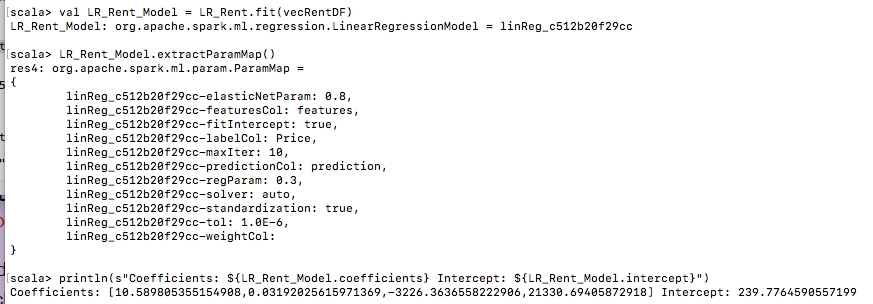 [scala> val LR_Rent_Model = LR_Rent.fit(vecRentDF)
LR_Rent_Model: org.apache.spark.ml.regression.LinearRegressionModel = linReg_c512b20f29cc
[scala> LR_Rent_Model.extractParamMap()
res4: org.apache.spark.ml.param.ParamMap =
{
linReg_c512b20f29cc-elasticNetParam: 0.8,
linReg_c512b20f29cc-featuresCol: features,
linReg_c512b20f29cc-fitIntercept: true,
linReg_c512b20f29cc-labelCol: Price,
linReg_c512b20f29cc-maxIter: 10,
linReg_c512b20f29cc-predictionCol: prediction,
linReg_c512b20f29cc-regParam: 0.3,
linReg_c512b20f29cc-solver: auto,
linReg_c512b20f29cc-standardization: true,
linReg_c512b20f29cc-tol: 1.0E-6,
linReg_c512b20f29cc-weightCol:
}
[scala> println(s"Coefficients: ${LR_Rent_Model.coefficients} Intercept: ${LR_Rent_Model.intercept}")
Coefficients: [10.589805355154908,0.03192025615971369,-3226.3636558222906,21330.69405872918] Intercept: 239.7764590557199